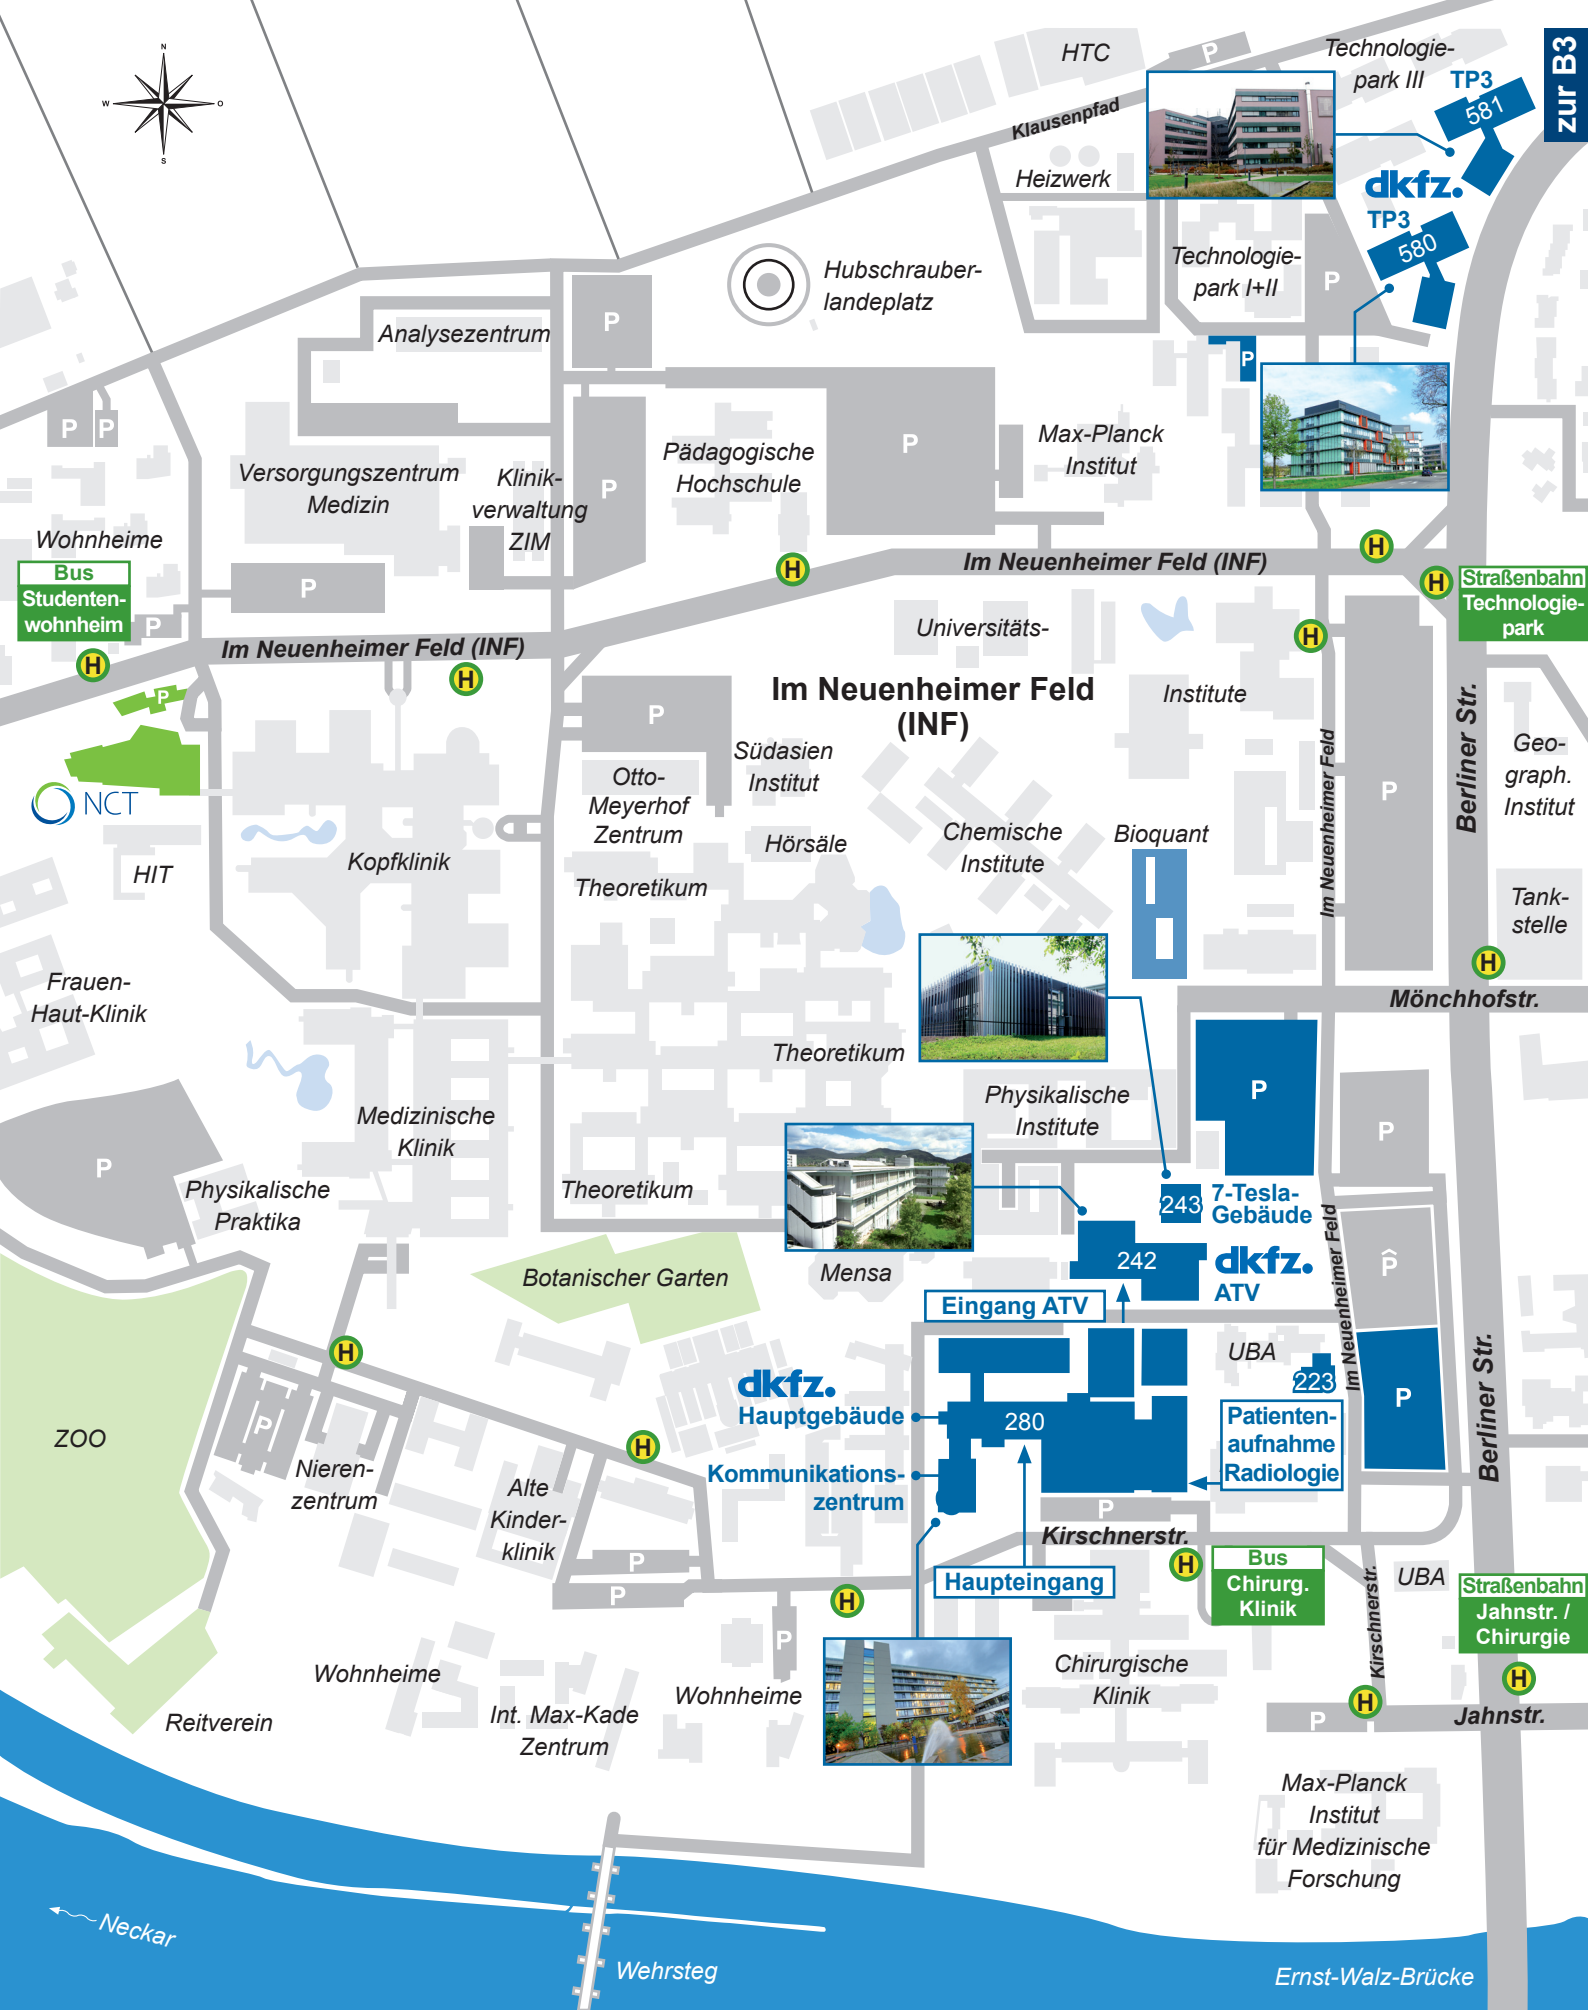 N
W
O
S
HTC
P
Technologie-
park III
TP3
581
zur B3
Klausenpfad
Heizwerk
dkfz.
TP3
580
Technologie-
park I+II
P
Hubschrauber-
landeplatz
P
Analysezentrum
P
P
P
P
Pädagogische
Hochschule
Max-Planck
Institut
Versorgungszentrum
Medizin
Klinik-
verwaltung
ZIM
P
Wohnheime
Bus
Studenten-
wohnheim
P
P
H
H
H
Im Neuenheimer Feld (INF)
H
Straßenbahn
Technologie-
park
H
Im Neuenheimer Feld (INF)
H
H
Universitäts-
Institute
Im Neuenheimer Feld
(INF)
P
P
NCT
HIT
Kopfklinik
Otto-
Meyerhof
Zentrum
Südasien
Institut
Hörsäle
Theoretikum
Chemische
Institute
Bioquant
Im Neuenheimer Feld
P
Berliner Str.
Geo-
graph.
Institut
Tank-
stelle
H
Mönchhofstr.
Frauen-
Haut-Klinik
Theoretikum
Medizinische
Klinik
Physikalische
Institute
P
P
P
Physikalische
Praktika
Theoretikum
243
7-Tesla-
Gebäude
242
dkfz.
ATV
Im Neuenheimer Feld
P
Botanischer Garten
Mensa
Eingang ATV
UBA
223
P
H
dkfz.
Hauptgebäude
280
Kommunikations-
zentrum
Patienten-
aufnahme
Radiologie
Berliner Str.
ZOO
P
H
Nieren-
zentrum
Alte
Kinder-
klinik
P
P
P
Kirschnerstr.
H
Bus
Chirurg.
Klinik
Haupteingang
H
Kirschnerstr.
UBA
Straßenbahn
Jahnstr. /
Chirurgie
H
P
Wohnheime
Int. Max-Kade
Zentrum
Wohnheime
Chirurgische
Klinik
H
P
Jahnstr.
Reitverein
Max-Planck
Institut
für Medizinische
Forschung
Neckar
Wehrsteg
Ernst-Walz-Brücke